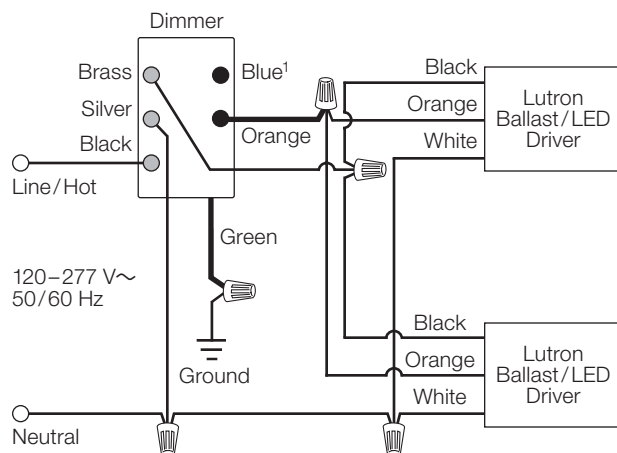 Dimmer
Brass
Blue¹
Silver
Orange
Black
Line/Hot
Green
120–277 V~
50/60 Hz
Ground
Neutral
Black
Orange
White
Lutron
Ballast/LED
Driver
Black
Orange
White
Lutron
Ballast/LED
Driver